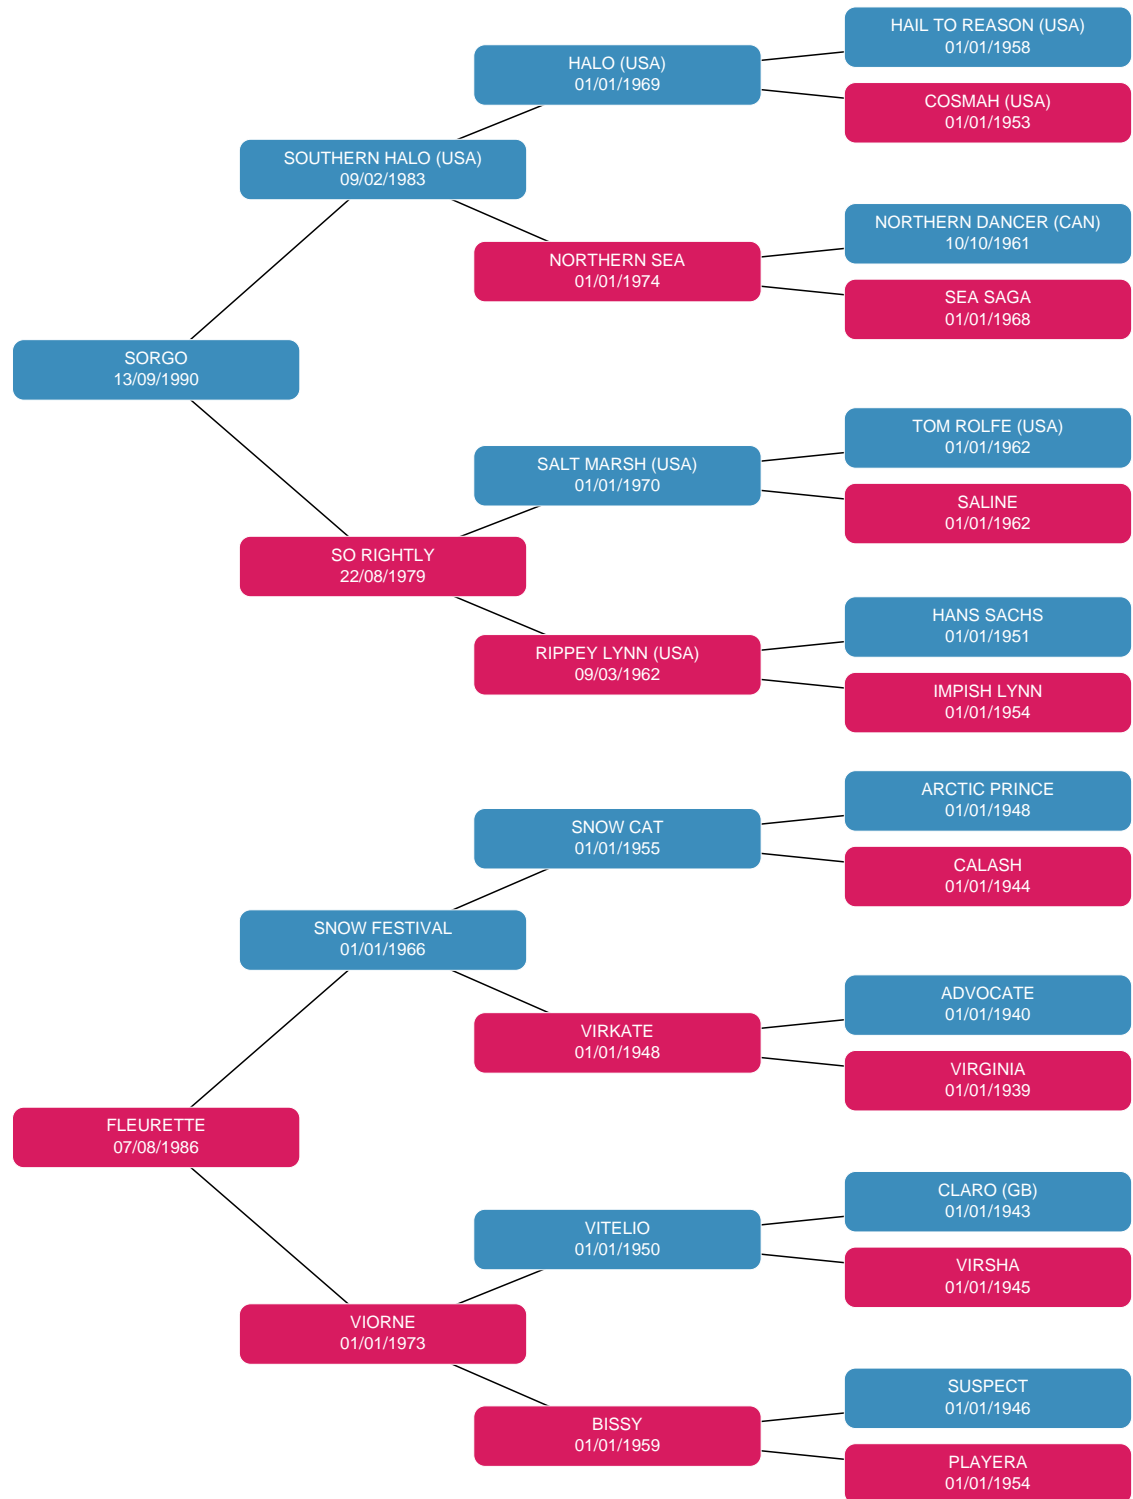 HAIL TO REASON (USA)
01/01/1958
HALO (USA)
01/01/1969
COSMAH (USA)
01/01/1953
SOUTHERN HALO (USA)
09/02/1983
NORTHERN DANCER (CAN)
10/10/1961
NORTHERN SEA
01/01/1974
SEA SAGA
01/01/1968
SORGO
13/09/1990
TOM ROLFE (USA)
01/01/1962
SALT MARSH (USA)
01/01/1970
SALINE
01/01/1962
SO RIGHTLY
22/08/1979
HANS SACHS
01/01/1951
RIPPEY LYNN (USA)
09/03/1962
IMPISH LYNN
01/01/1954
ARCTIC PRINCE
01/01/1948
SNOW CAT
01/01/1955
CALASH
01/01/1944
SNOW FESTIVAL
01/01/1966
ADVOCATE
01/01/1940
VIRKATE
01/01/1948
VIRGINIA
01/01/1939
FLEURETTE
07/08/1986
CLARO (GB)
01/01/1943
VITELIO
01/01/1950
VIRSHA
01/01/1945
VIORNE
01/01/1973
SUSPECT
01/01/1946
BISSY
01/01/1959
PLAYERA
01/01/1954